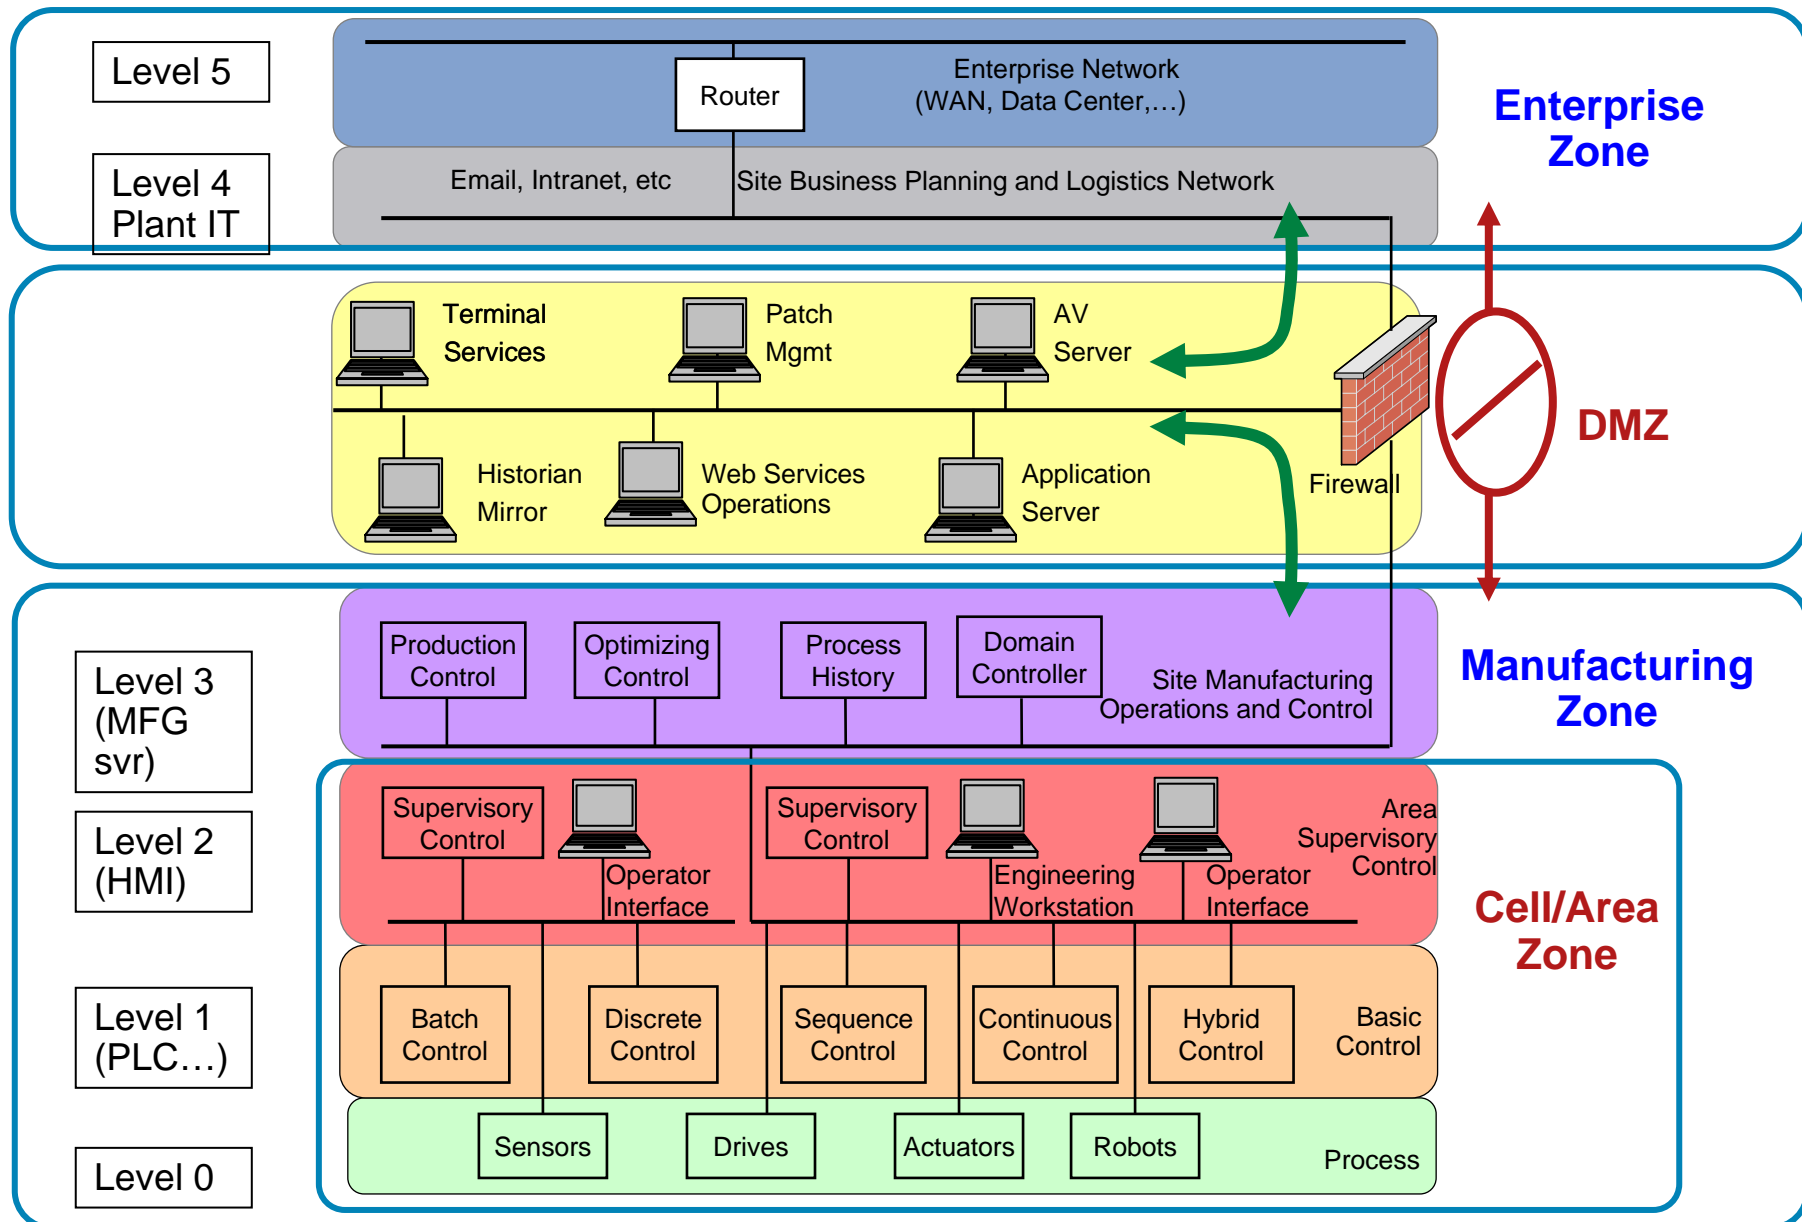 Level 5
Router
Enterprise Network
(WAN, Data Center,…)
Enterprise
Zone
Level 4
Plant IT
Email, Intranet, etc
Site Business Planning and Logistics Network
Terminal
Services
Patch
Mgmt
AV
Server
Historian
Mirror
Web Services
Operations
Application
Server
Firewall
DMZ
Level 3
(MFG
svr)
Production
Control
Optimizing
Control
Process
History
Domain
Controller
Site Manufacturing
Operations and Control
Manufacturing
Zone
Level 2
(HMI)
Supervisory
Control
Operator
Interface
Supervisory
Control
Engineering
Workstation
Operator
Interface
Area
Supervisory
Control
Cell/Area
Zone
Level 1
(PLC…)
Batch
Control
Discrete
Control
Sequence
Control
Continuous
Control
Hybrid
Control
Basic
Control
Level 0
Sensors
Drives
Actuators
Robots
Process